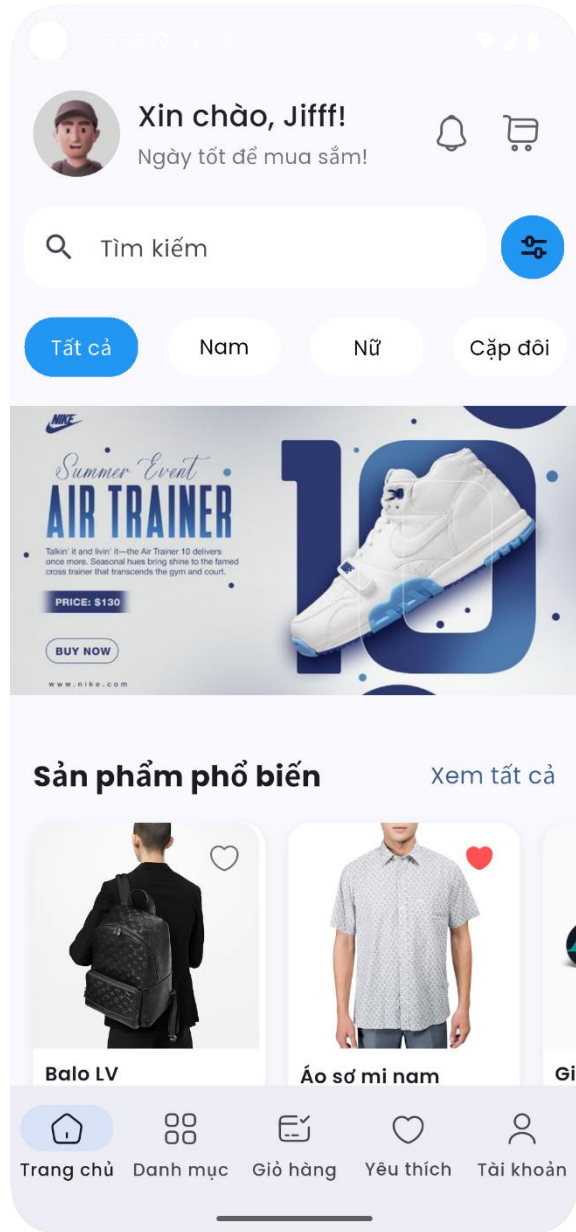 Xin chào, Jifff!
Ngày tốt để mua sắm!
Tìm kiếm
Tất cả
Nam
Nữ
Cặp đôi
NIKE
Summer Event
AIR TRAINER
10
Talkin' it and livin' it—the Air Trainer 10 delivers
once more. Seasonal hues bring shine to the famed
cross trainer that transcends the gym and court.
PRICE: $130
BUY NOW
www.nike.com
Sản phẩm phổ biến
Xem tất cả
Balo LV
Áo sơ mi nam
Gi
Trang chủ
Danh mục
Giỏ hàng
Yêu thích
Tài khoản